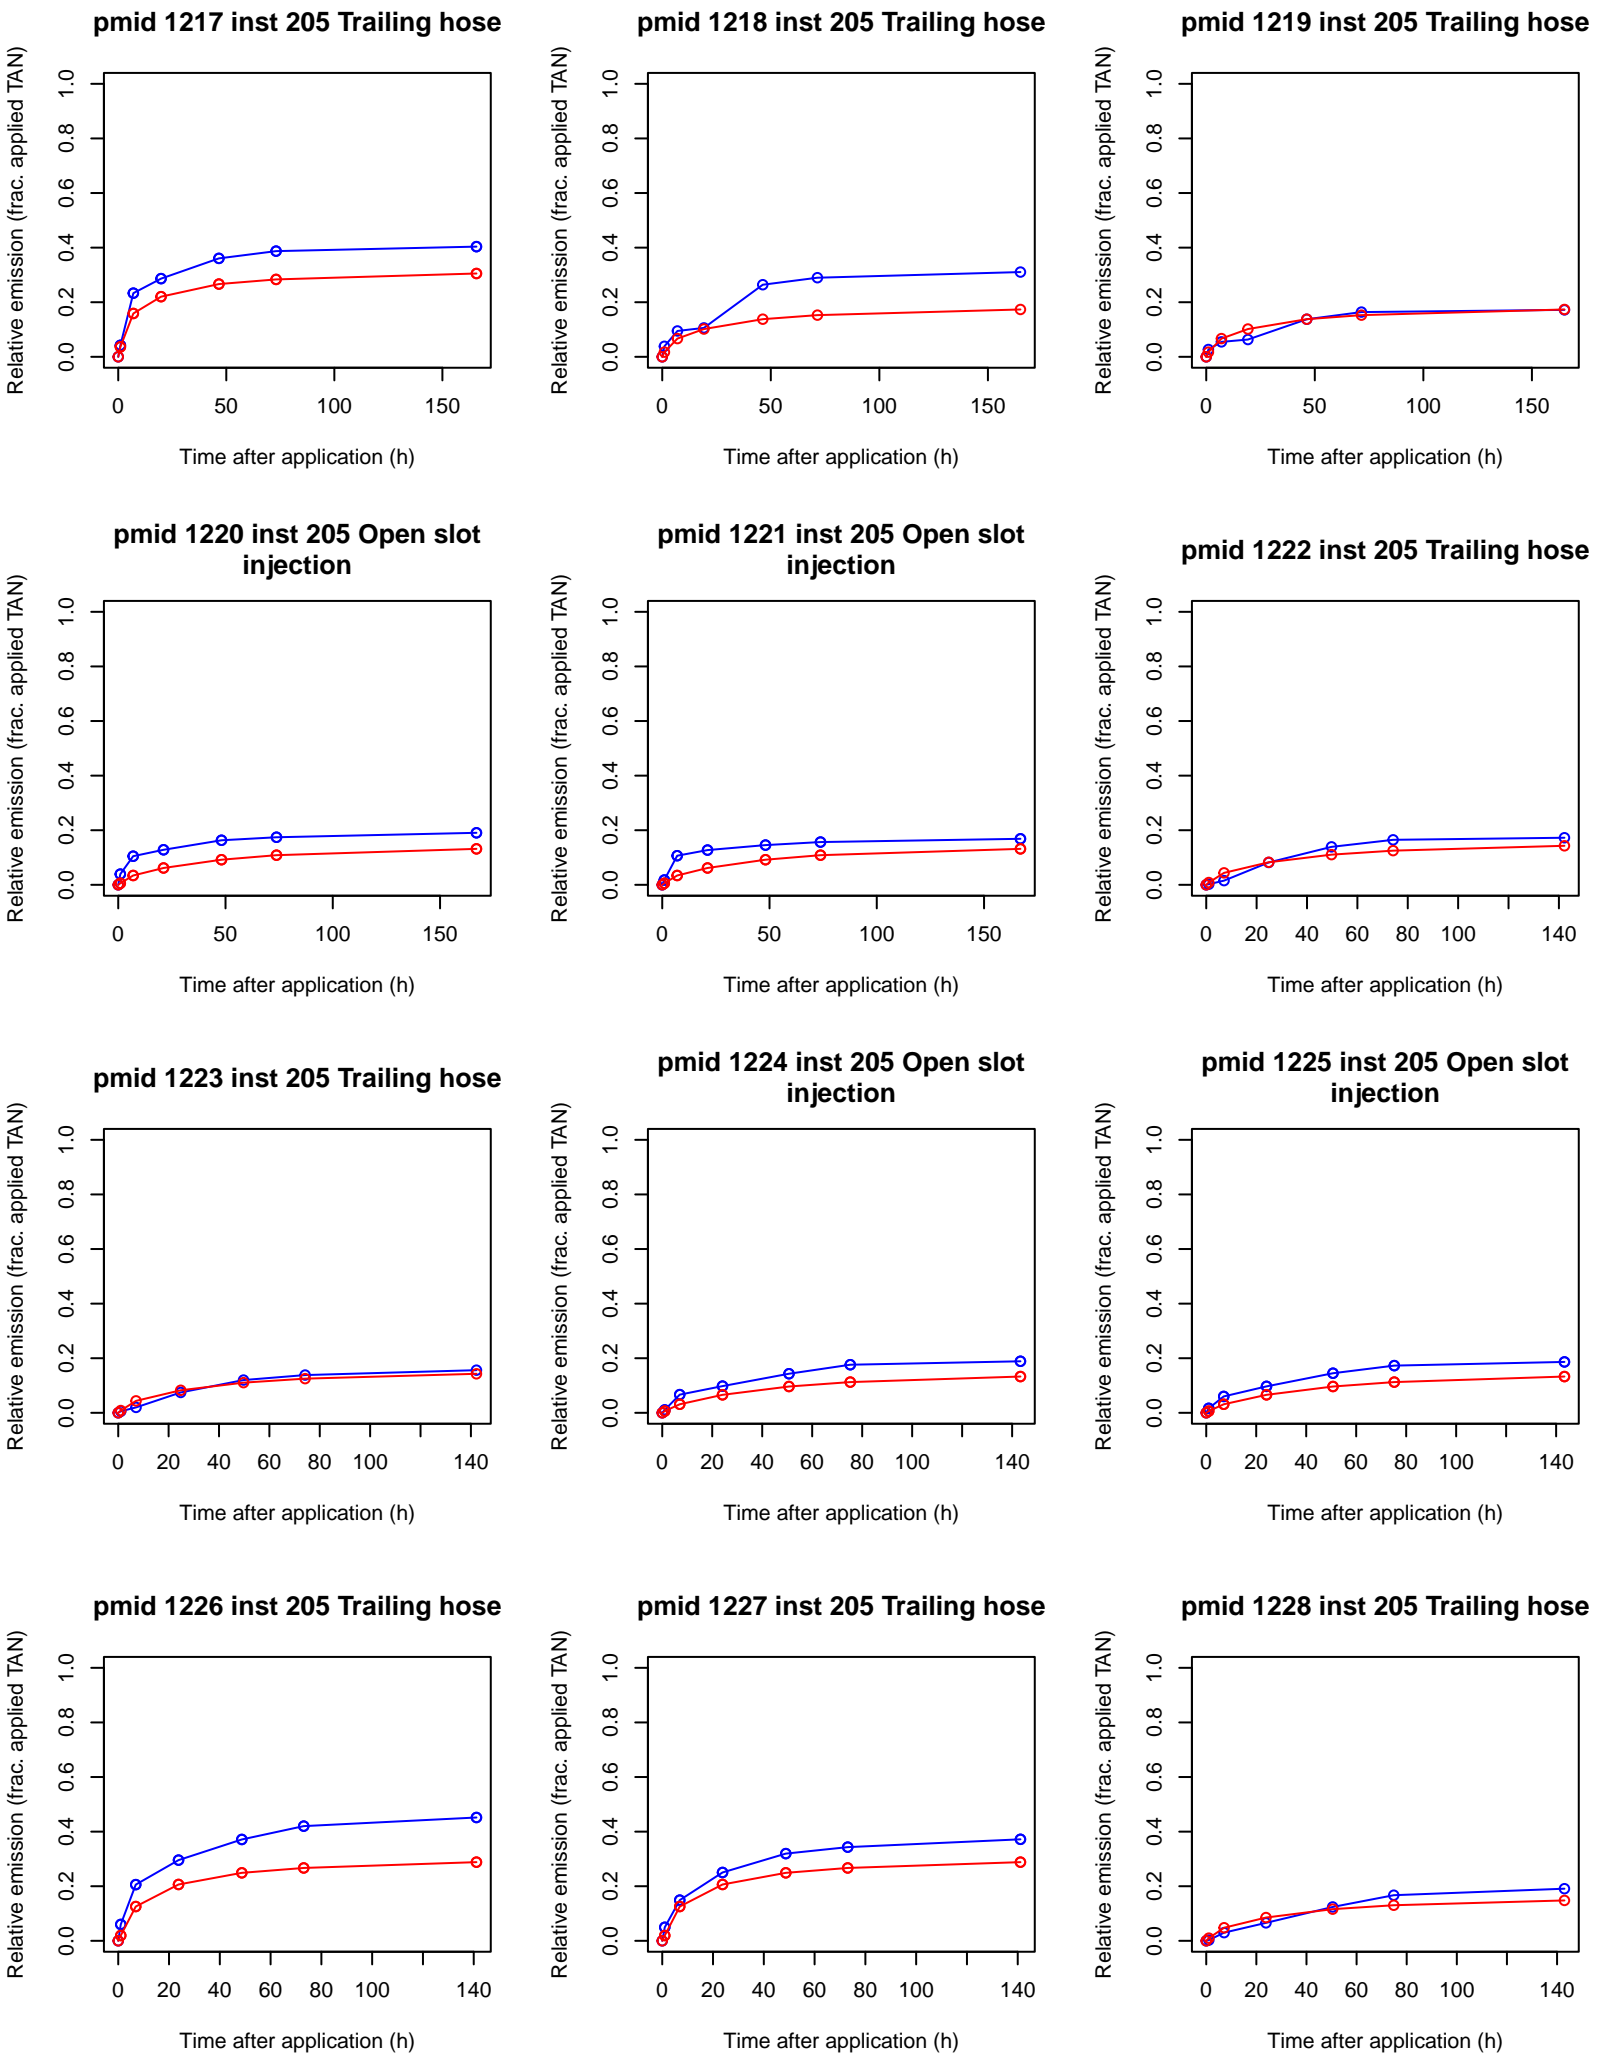 pmid 1217 inst 205 Trailing hose
Relative emission (frac. applied TAN)
1.0
0.8
0.6
0.4
0.2
0.0
0 50 100 150
Time after application (h)
pmid 1218 inst 205 Trailing hose
Relative emission (frac. applied TAN)
1.0
0.8
0.6
0.4
0.2
0.0
0 50 100 150
Time after application (h)
pmid 1219 inst 205 Trailing hose
Relative emission (frac. applied TAN)
1.0
0.8
0.6
0.4
0.2
0.0
0 50 100 150
Time after application (h)
pmid 1220 inst 205 Open slot
injection
Relative emission (frac. applied TAN)
1.0
0.8
0.6
0.4
0.2
0.0
0 50 100 150
Time after application (h)
pmid 1221 inst 205 Open slot
injection
Relative emission (frac. applied TAN)
1.0
0.8
0.6
0.4
0.2
0.0
0 50 100 150
Time after application (h)
pmid 1222 inst 205 Trailing hose
Relative emission (frac. applied TAN)
1.0
0.8
0.6
0.4
0.2
0.0
0 20 40 60 80 100 140
Time after application (h)
pmid 1223 inst 205 Trailing hose
Relative emission (frac. applied TAN)
1.0
0.8
0.6
0.4
0.2
0.0
0 20 40 60 80 100 140
Time after application (h)
pmid 1224 inst 205 Open slot
injection
Relative emission (frac. applied TAN)
1.0
0.8
0.6
0.4
0.2
0.0
0 20 40 60 80 100 140
Time after application (h)
pmid 1225 inst 205 Open slot
injection
Relative emission (frac. applied TAN)
1.0
0.8
0.6
0.4
0.2
0.0
0 20 40 60 80 100 140
Time after application (h)
pmid 1226 inst 205 Trailing hose
Relative emission (frac. applied TAN)
1.0
0.8
0.6
0.4
0.2
0.0
0 20 40 60 80 100 140
Time after application (h)
pmid 1227 inst 205 Trailing hose
Relative emission (frac. applied TAN)
1.0
0.8
0.6
0.4
0.2
0.0
0 20 40 60 80 100 140
Time after application (h)
pmid 1228 inst 205 Trailing hose
Relative emission (frac. applied TAN)
1.0
0.8
0.6
0.4
0.2
0.0
0 20 40 60 80 100 140
Time after application (h)